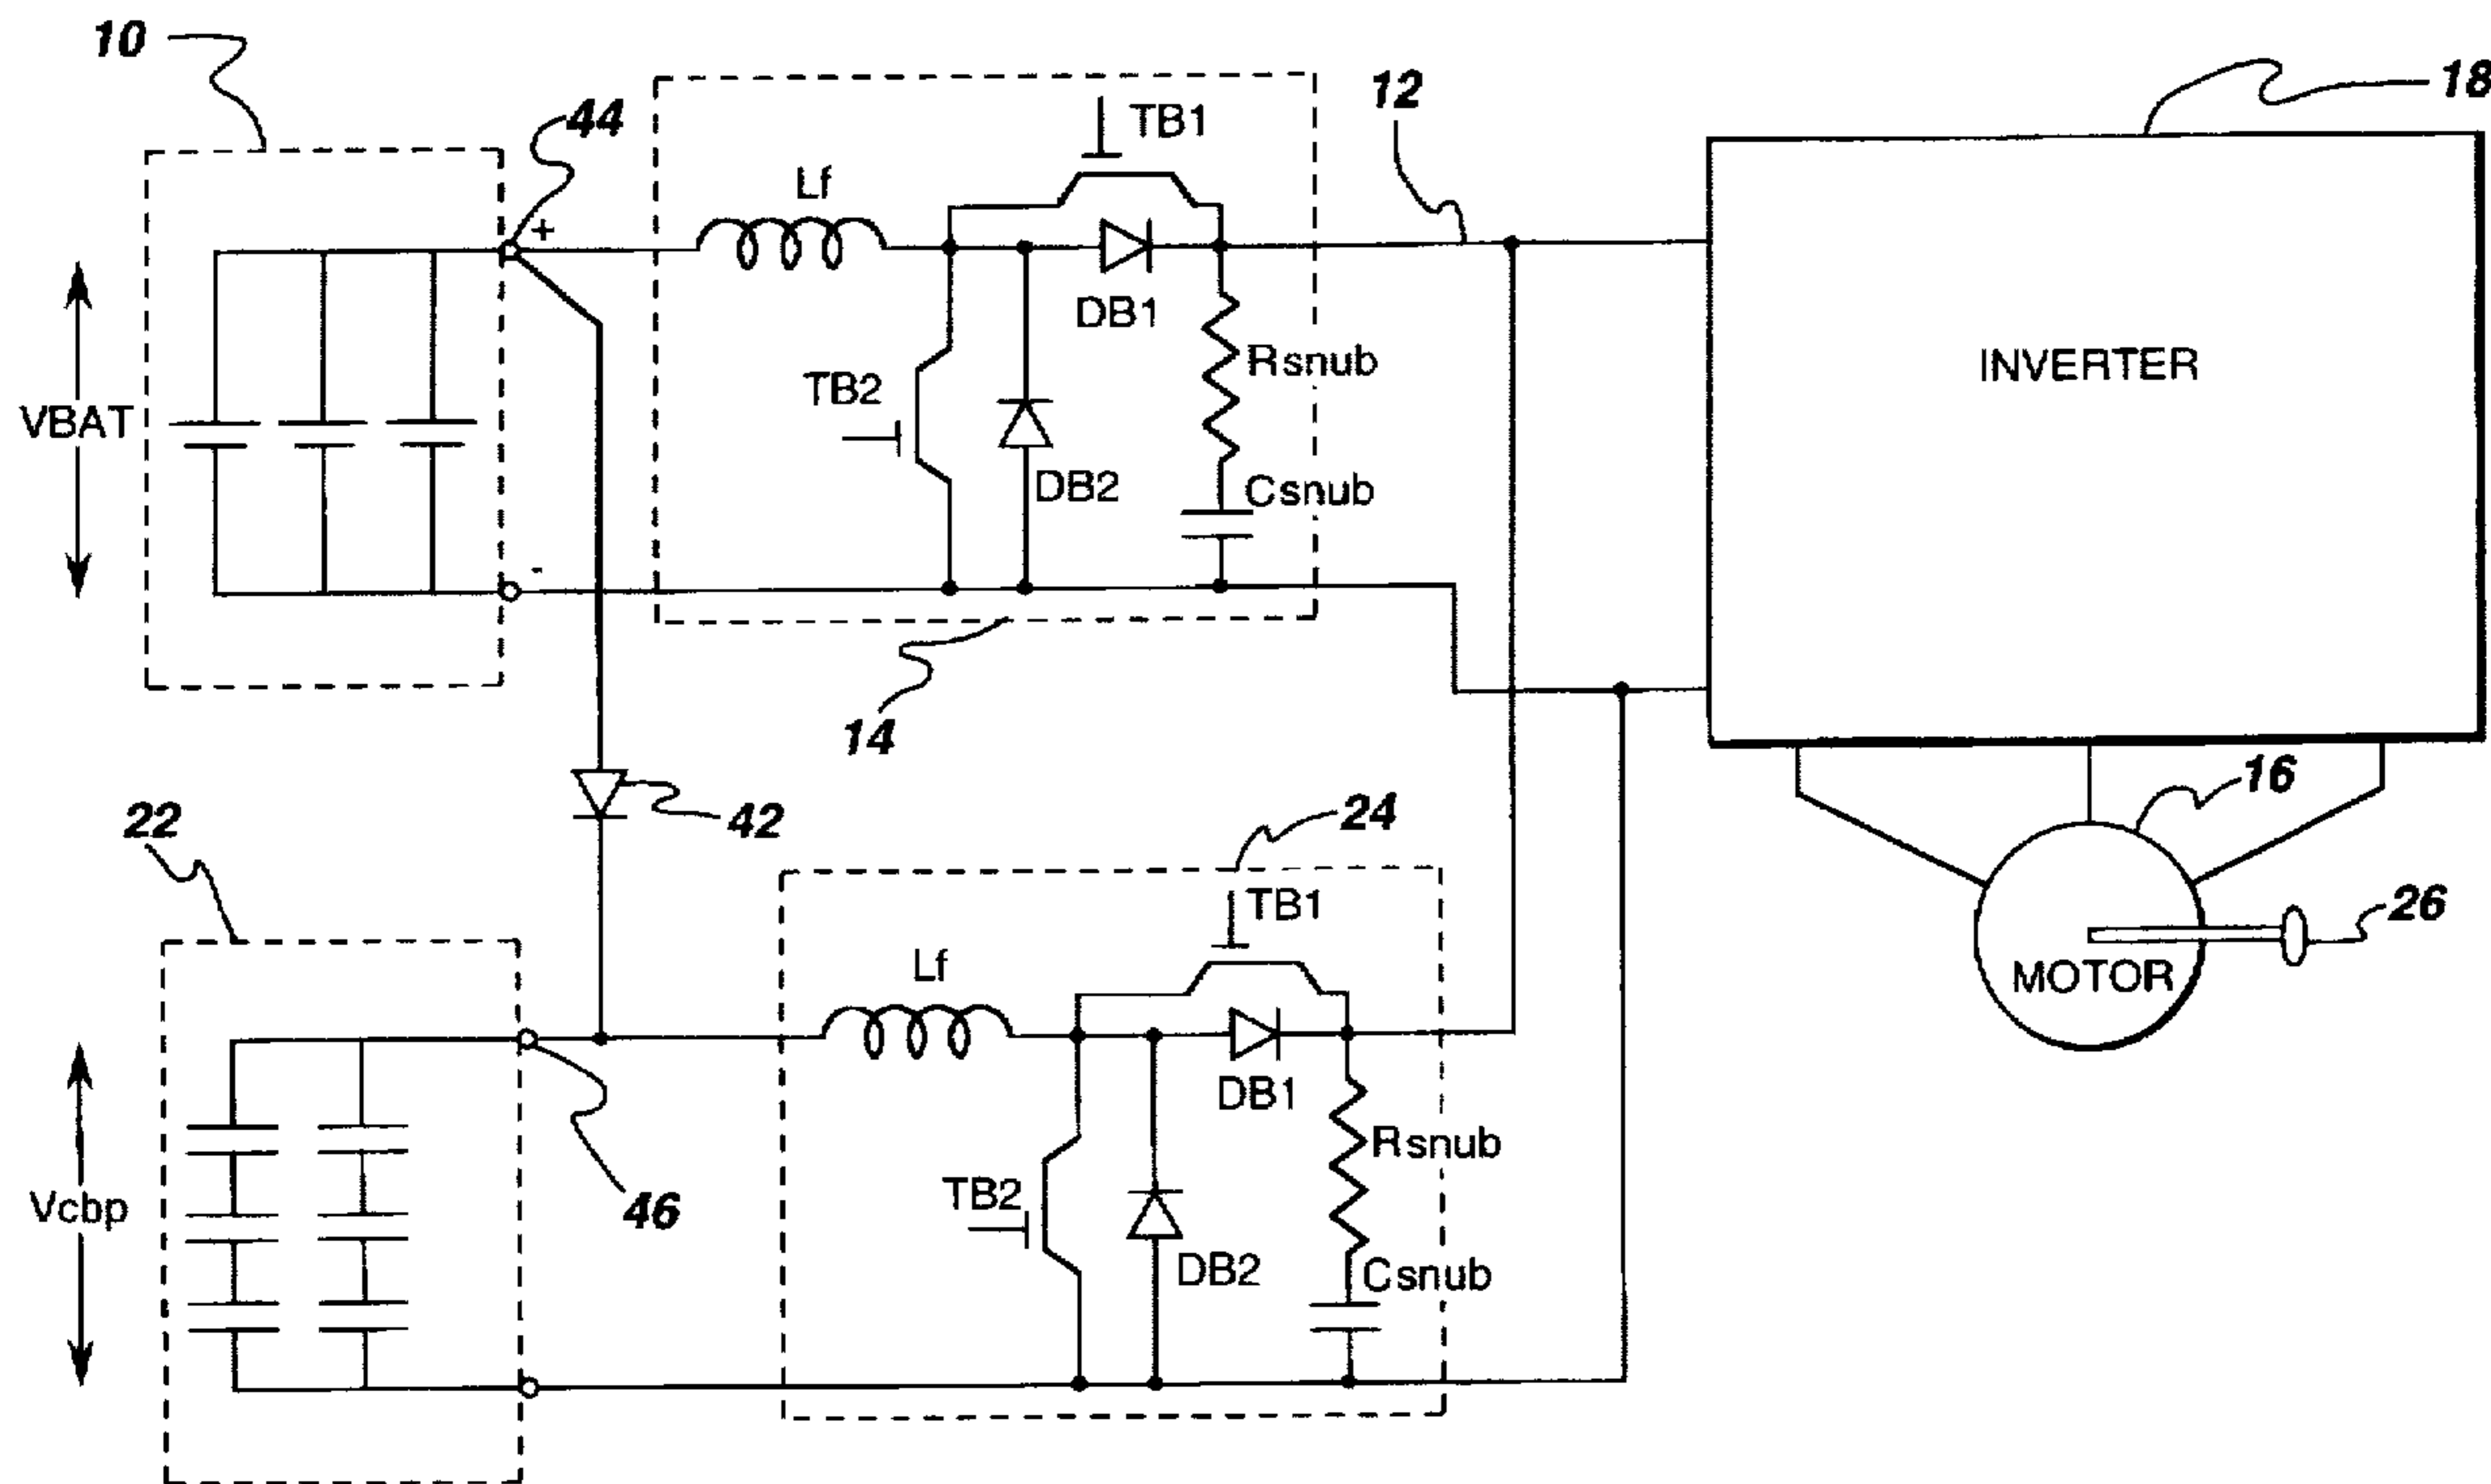 10
44
12
18
TB1
Lf
+
DB1
Rsnub
INVERTER
TB2
VBAT
DB2
Csnub
-
14
16
42
22
24
TB1
26
Lf
MOTOR
DB1
Rsnub
TB2
Vcbp
46
DB2
Csnub